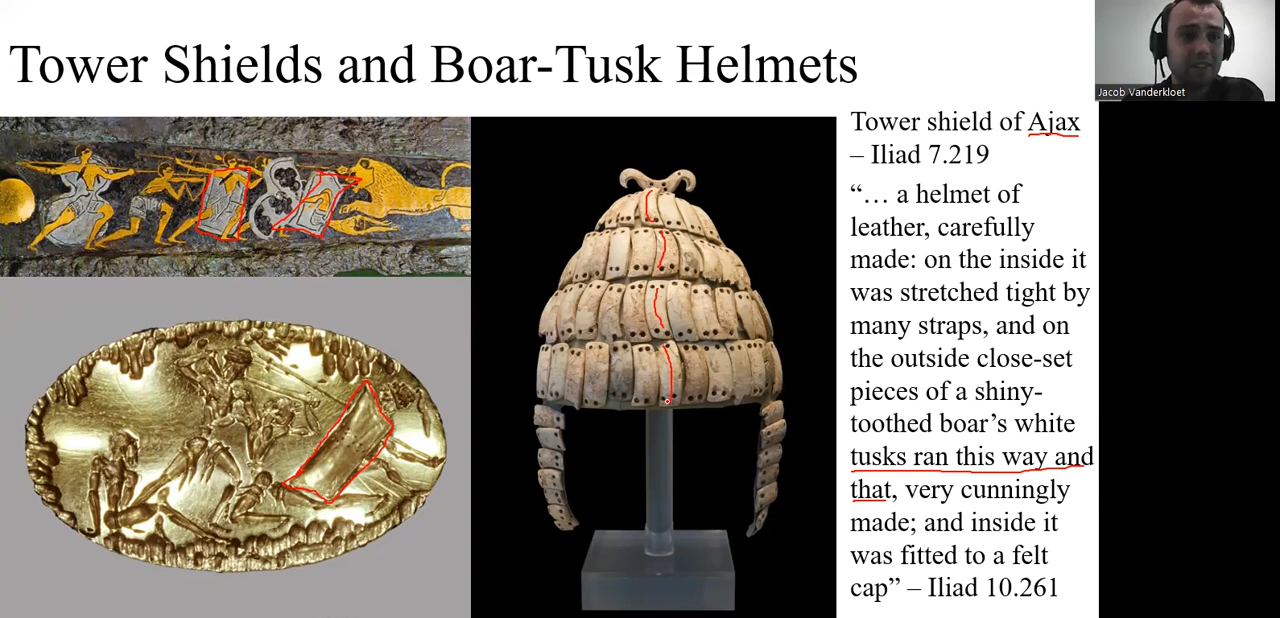 Tower Shields and Boar-Tusk Helmets
Jacob Vanderkloet
Tower shield of Ajax
– Iliad 7.219
“… a helmet of
leather, carefully
made: on the inside it
was stretched tight by
many straps, and on
the outside close-set
pieces of a shiny-
toothed boar’s white
tusks ran this way and
that, very cunningly
made; and inside it
was fitted to a felt
cap” – Iliad 10.261